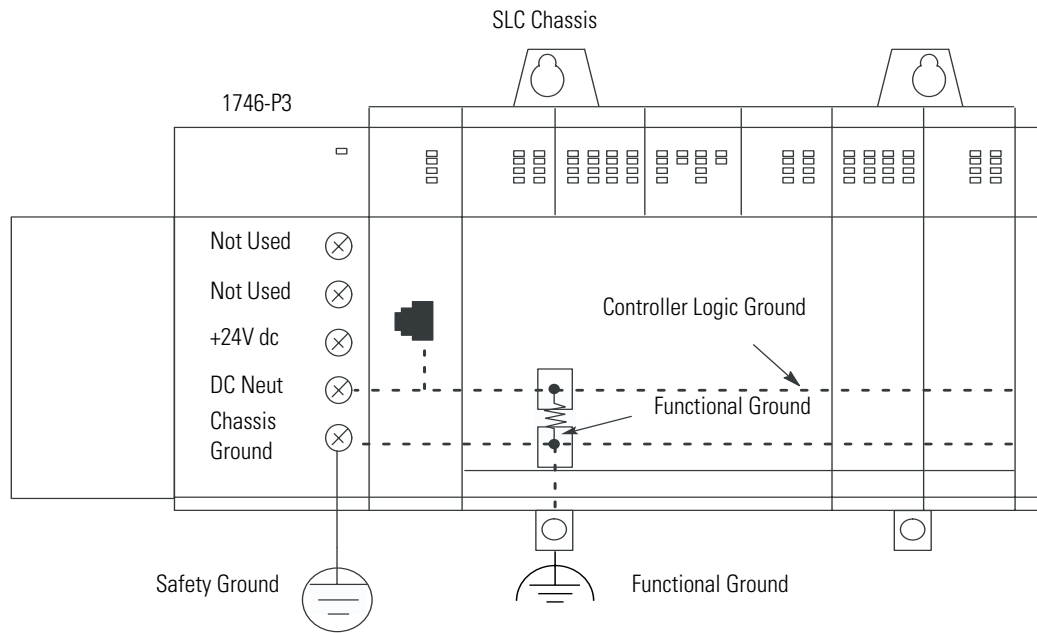 SLC Chassis
1746-P3
Not Used
Not Used
+24V dc
DC Neut
Chassis
Ground
Controller Logic Ground
Functional Ground
Safety Ground
Functional Ground